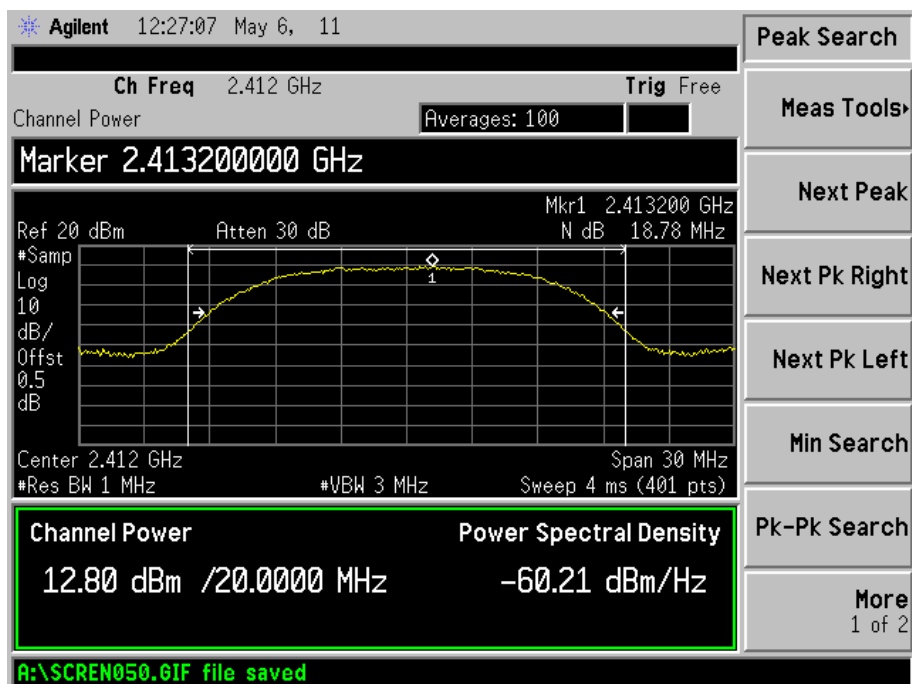 Agilent 12:27:07 May 6, 11
Peak Search
Ch Freq 2.412 GHz Trig Free
Channel Power Averages: 100
Meas Tools
Marker 2.413200000 GHz
Mkr1 2.413200 GHz
Ref 20 dBm Atten 30 dB N dB 18.78 MHz
Next Peak
#Samp
Log
10
dB/
Offst
0.5
dB
1
Next Pk Right
Next Pk Left
Center 2.412 GHz Span 30 MHz
#Res BW 1 MHz #VBW 3 MHz Sweep 4 ms (401 pts)
Min Search
Channel Power Power Spectral Density
12.80 dBm /20.0000 MHz -60.21 dBm/Hz
Pk-Pk Search
More
1 of 2
A:\SCREN050.GIF file saved